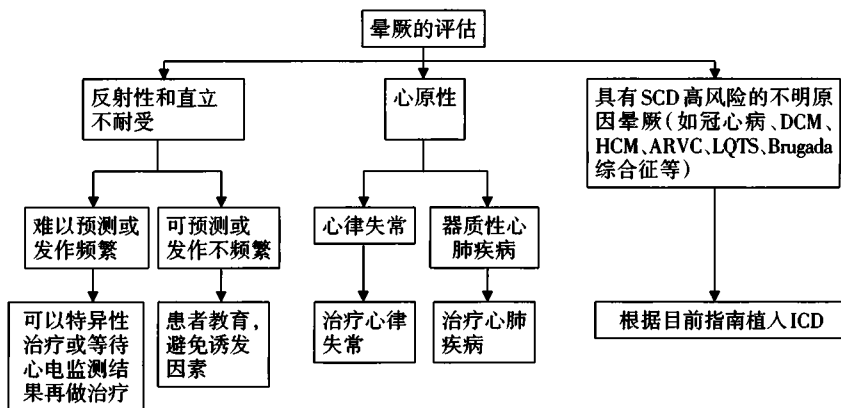 晕厥的评估
反射性和直立
不耐受
心原性
具有SCD高风险的不明原
因晕厥(如冠心病、DCM、
HCM、ARVC、LQTS、Brugada
综合征等)
难以预测或
发作频繁
可预测或
发作不频繁
心律失常
器质性心
肺疾病
可以特异性
治疗或等待
心电监测结
果再做治疗
患者教育，
避免诱发
因素
治疗心律
失常
治疗心肺
疾病
根据目前指南植入ICD